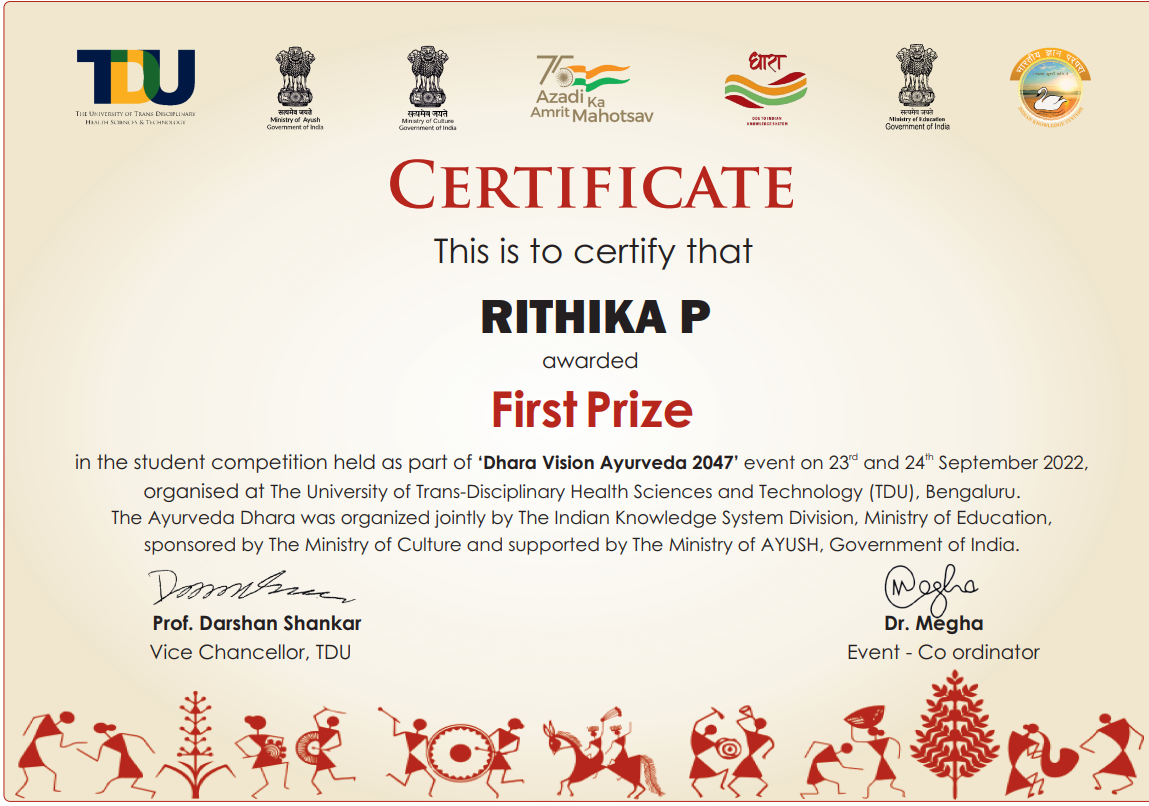 TDU
THE UNIVERSITY OF TRANS-DISCIPLINARY
HEALTH SCIENCES & TECHNOLOGY
सत्यमेव जयते
Ministry of Ayush
Government of India
सत्यमेव जयते
Ministry of Culture
Government of India
75
Azadi Ka
Amrit Mahotsav
धारा
ODE TO INDIAN
KNOWLEDGE SYSTEM
सत्यमेव जयते
Ministry of Education
Government of India
भारतीय ज्ञान परंपरा
INDIAN KNOWLEDGE SYSTEMS
CERTIFICATE
This is to certify that
RITHIKA P
awarded
First Prize
in the student competition held as part of ‘Dhara Vision Ayurveda 2047’ event on 23rd and 24th September 2022,
organised at The University of Trans-Disciplinary Health Sciences and Technology (TDU), Bengaluru.
The Ayurveda Dhara was organized jointly by The Indian Knowledge System Division, Ministry of Education,
sponsored by The Ministry of Culture and supported by The Ministry of AYUSH, Government of India.
Megha
Prof. Darshan Shankar
Vice Chancellor, TDU
Dr. Megha
Event - Co ordinator